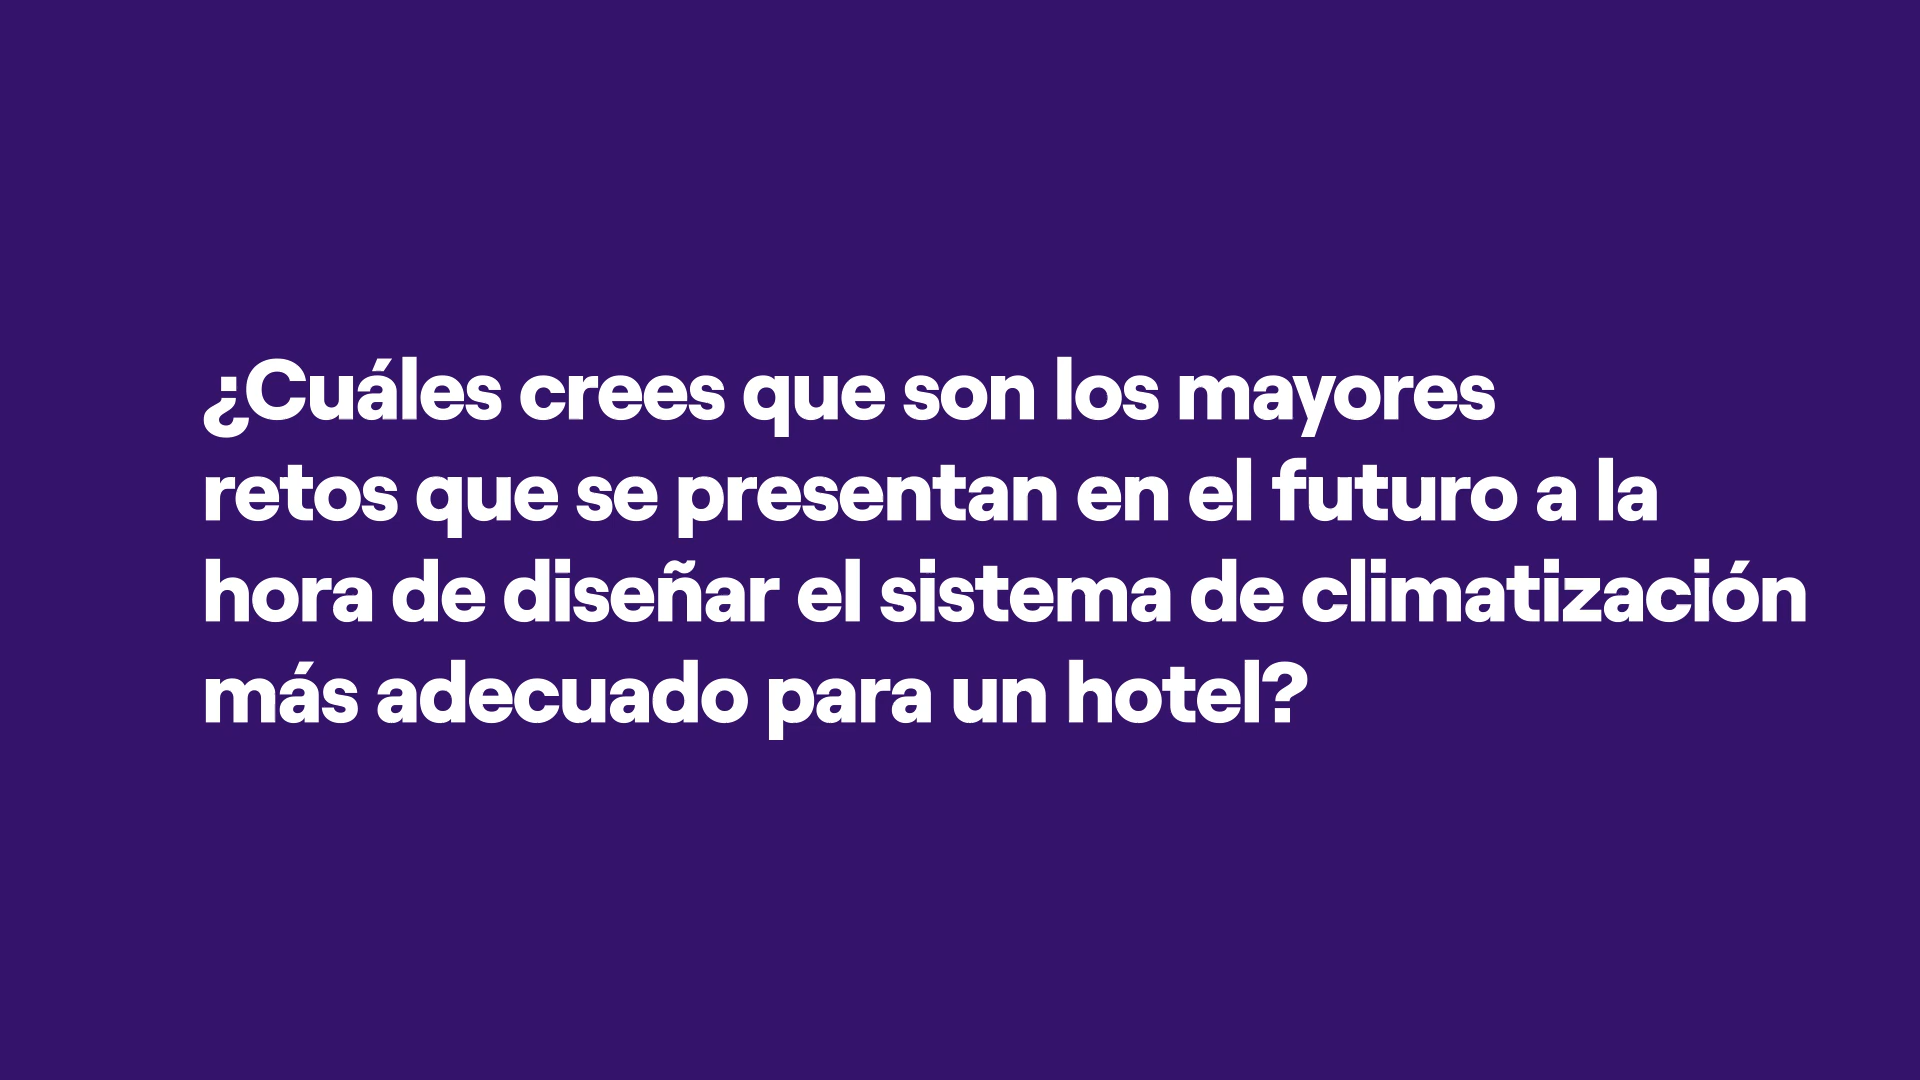 ¿Cuáles crees que son los mayores
retos que se presentan en el futuro a la
hora de diseñar el sistema de climatización
más adecuado para un hotel?